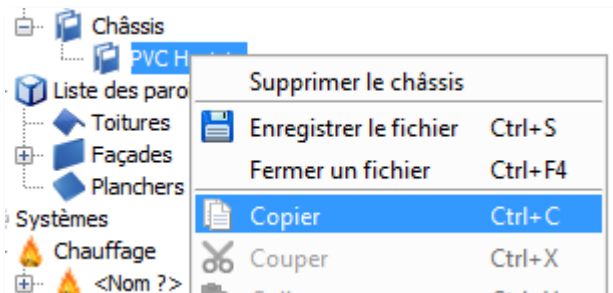 Châssis
PVC H
Supprimer le châssis
Liste des paro
Toitures
Enregistrer le fichier Ctrl+S
Façades
Fermer un fichier Ctrl+F4
Planchers
Systèmes
Copier Ctrl+C
Chauffage
Couper Ctrl+X
<Nom ?>